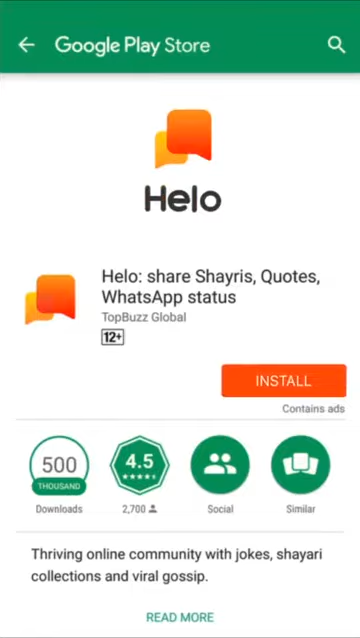 Google Play Store
Helo
Helo: share Shayris, Quotes,
WhatsApp status
TopBuzz Global
12+
INSTALL
Contains ads
500
THOUSAND
4.5
Downloads
2,700
Social
Similar
Thriving online community with jokes, shayari
collections and viral gossip.
READ MORE